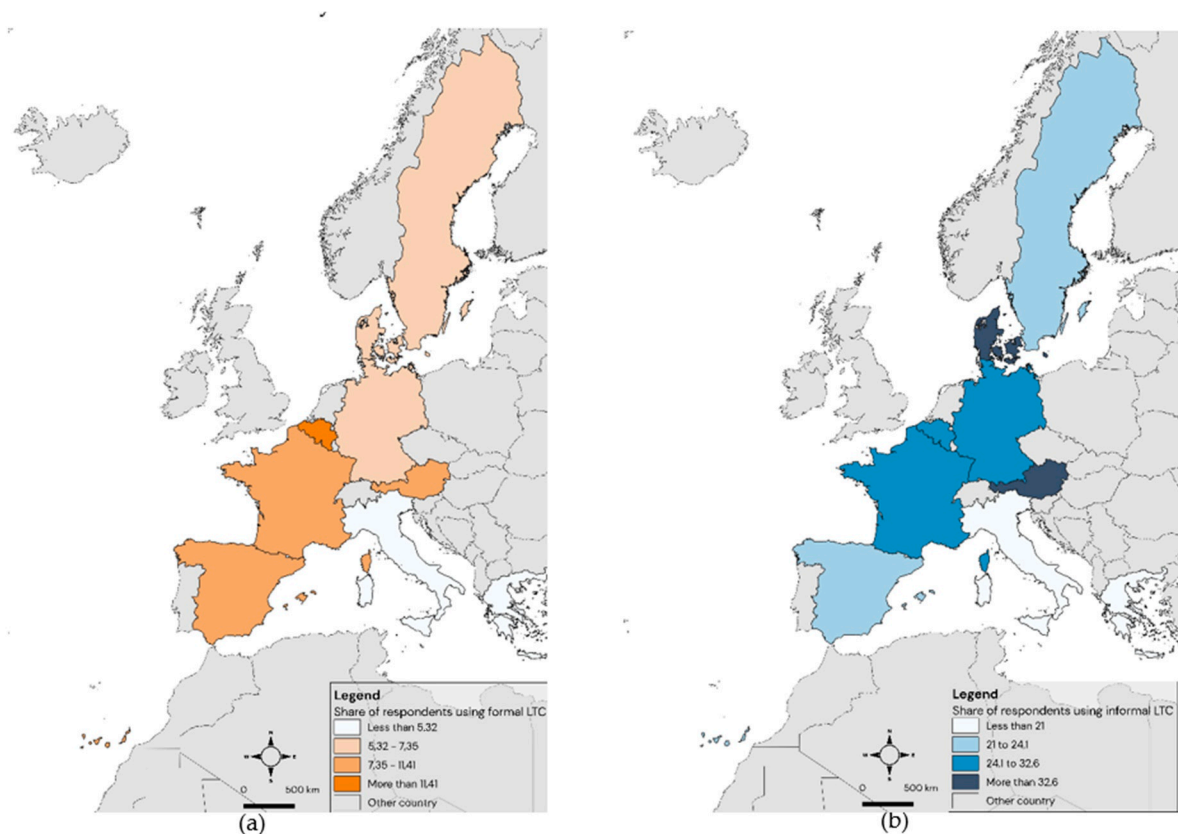 Legend
Share of respondents using formal LTC
Less than 5,32
5,32 - 7,35
7,35 - 11,41
More than 11,41
Other country
N
W E
S
0 500 km
(a)
Legend
Share of respondents using informal LTC
Less than 21
21 to 24,1
24,1 to 32.6
More than 32.6
Other country
N
W E
S
0 500 km
(b)